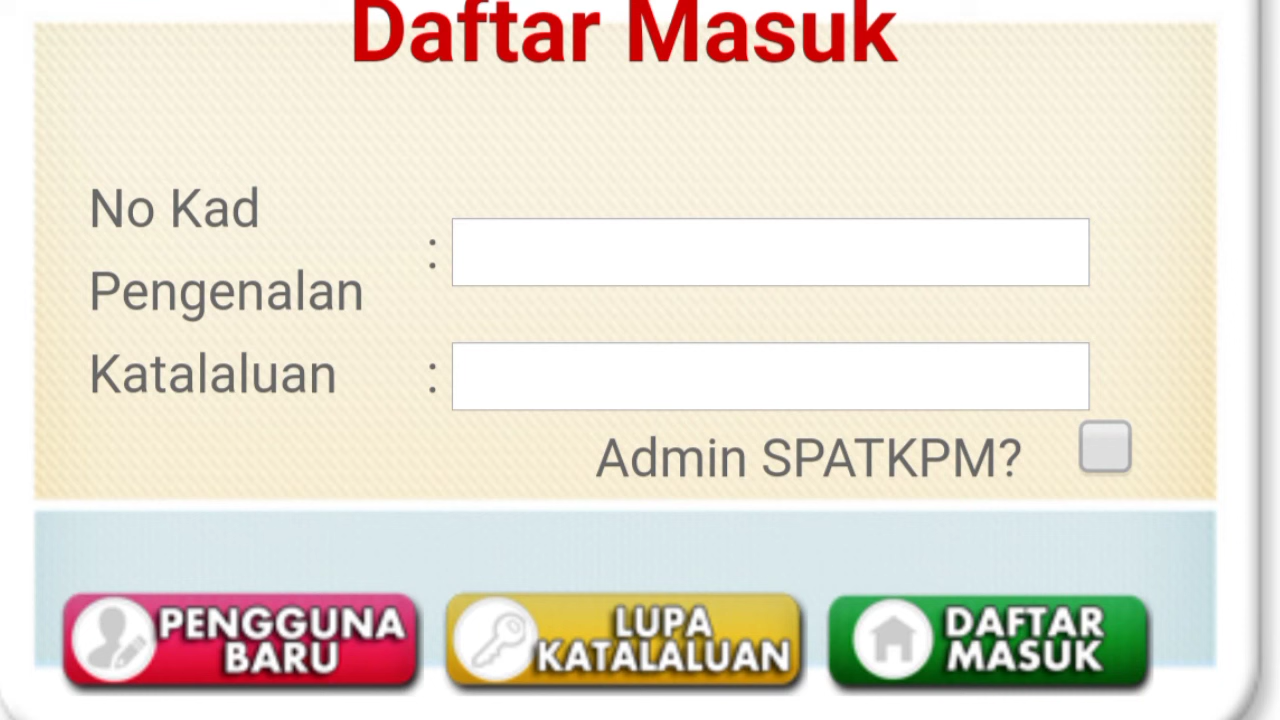 Daftar Masuk
No Kad
Pengenalan
:
Katalaluan :
Admin SPATKPM?
PENGGUNA
BARU
LUPA
KATALALUAN
DAFTAR
MASUK